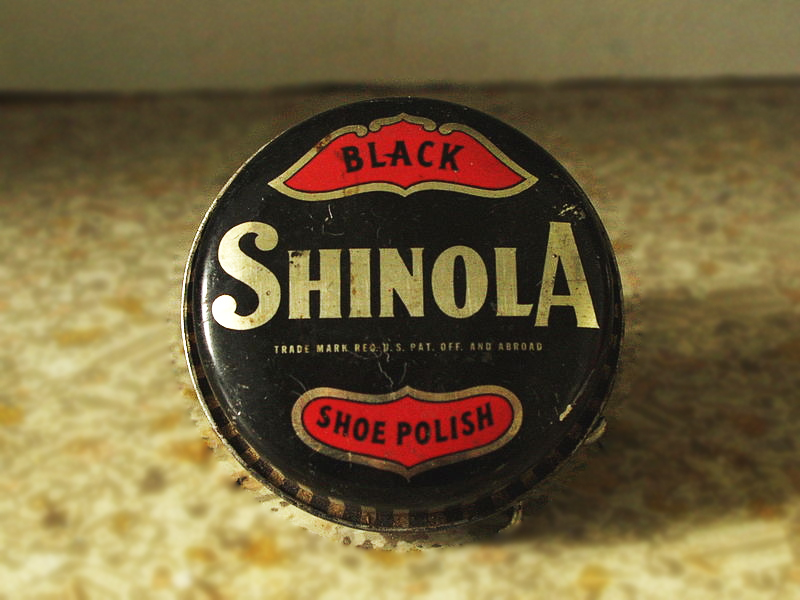 BLACK
SHINOLA
TRADE MARK REG. U.S. PAT. OFF. AND ABROAD
SHOE POLISH